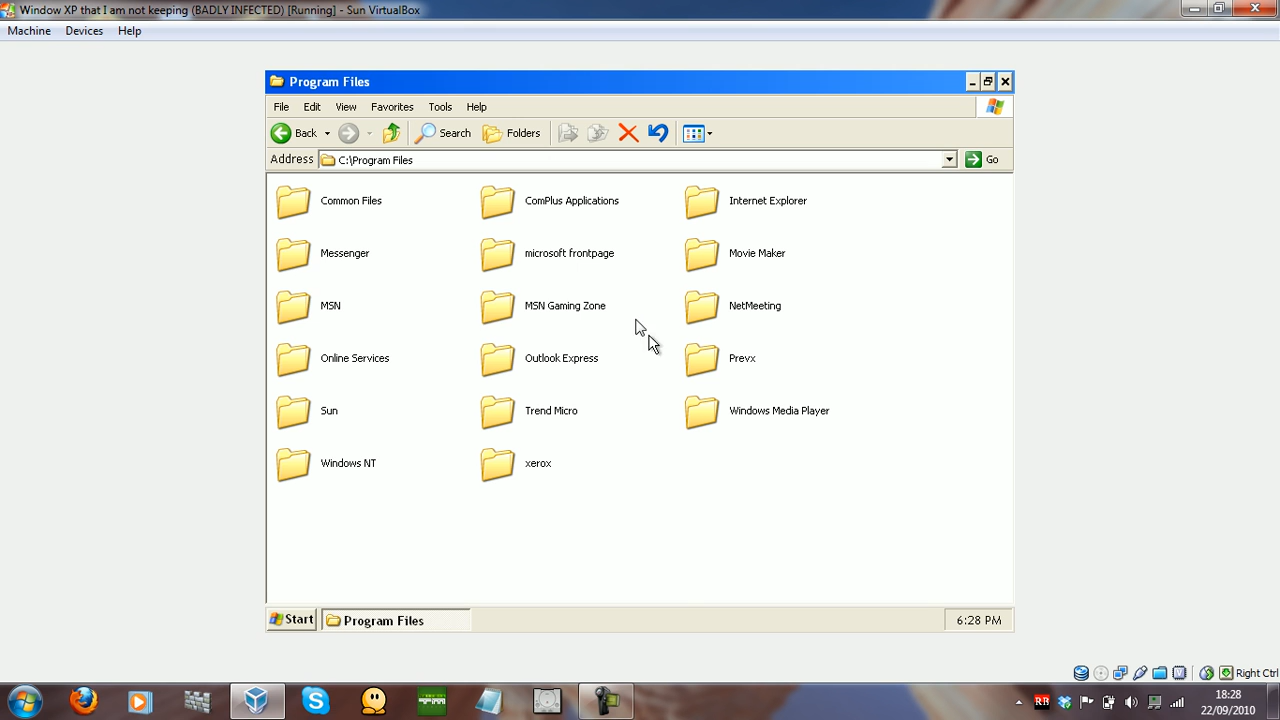 Window XP that I am not keeping (BADLY INFECTED) [Running] - Sun VirtualBox
Machine Devices Help
Program Files
File Edit View Favorites Tools Help
Back Search Folders
Address C:\Program Files Go
Common Files ComPlus Applications Internet Explorer
Messenger microsoft frontpage Movie Maker
MSN MSN Gaming Zone NetMeeting
Online Services Outlook Express Prevx
Sun Trend Micro Windows Media Player
Windows NT xerox
Start Program Files 6:28 PM
Right Ctrl
18:28
22/09/2010